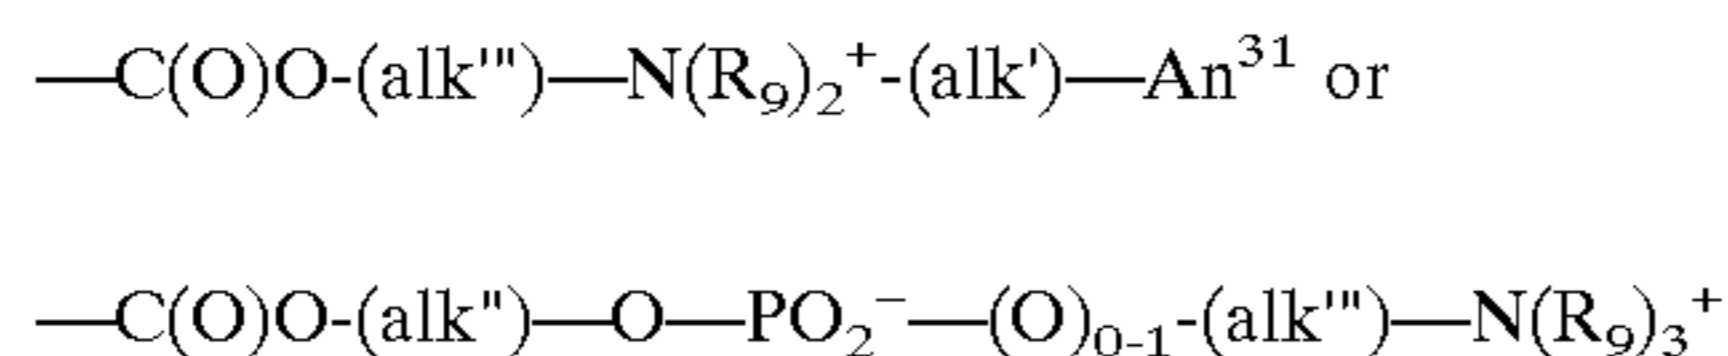 —C(O)O-(alk''')—N(R₉)₂⁺-(alk')—An³¹ or
—C(O)O-(alk'')—O—PO₂⁻—(O)₀₋₁-(alk''')—N(R₉)₃⁺